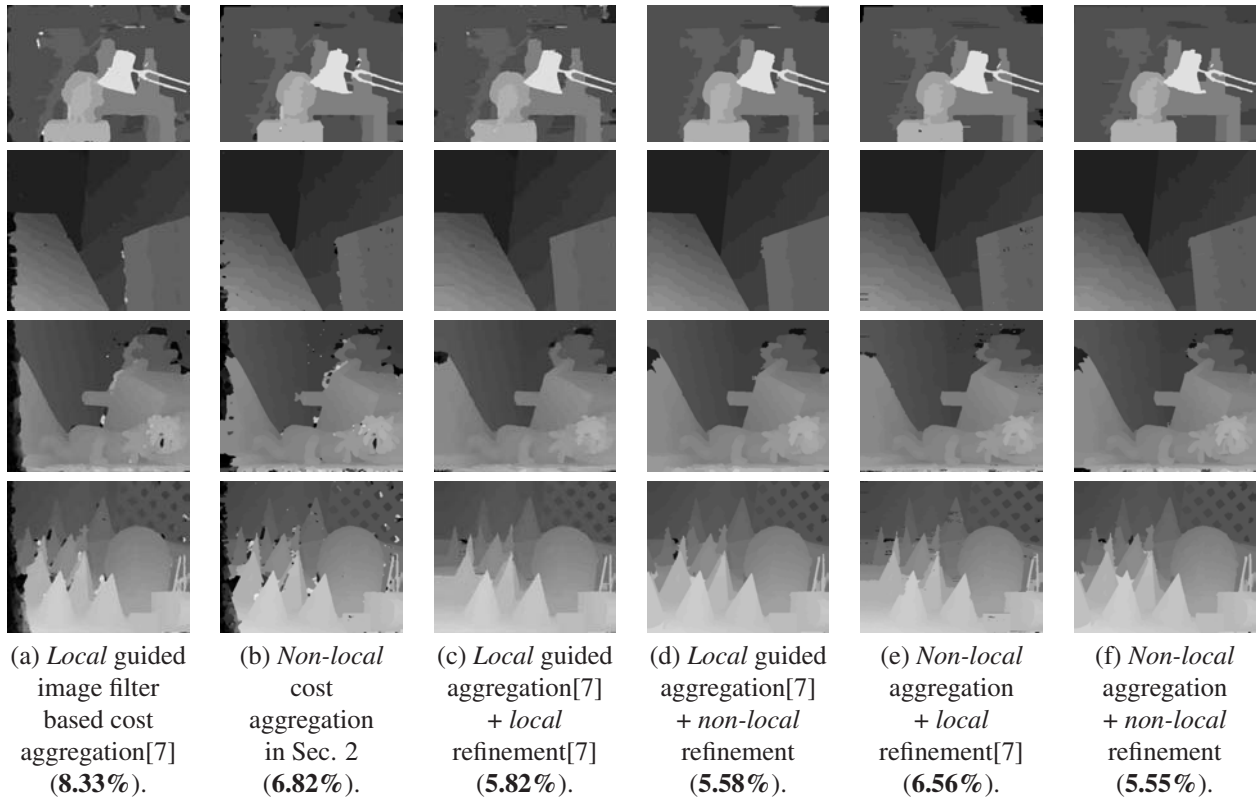 (a) Local guided
image filter
based cost
aggregation[7]
(8.33%).
(b) Non-local
cost
aggregation
in Sec. 2
(6.82%).
(c) Local guided
aggregation[7]
+ local
refinement[7]
(5.82%).
(d) Local guided
aggregation[7]
+ non-local
refinement
(5.58%).
(e) Non-local
aggregation
+ local
refinement[7]
(6.56%).
(f) Non-local
aggregation
+ non-local
refinement
(5.55%).